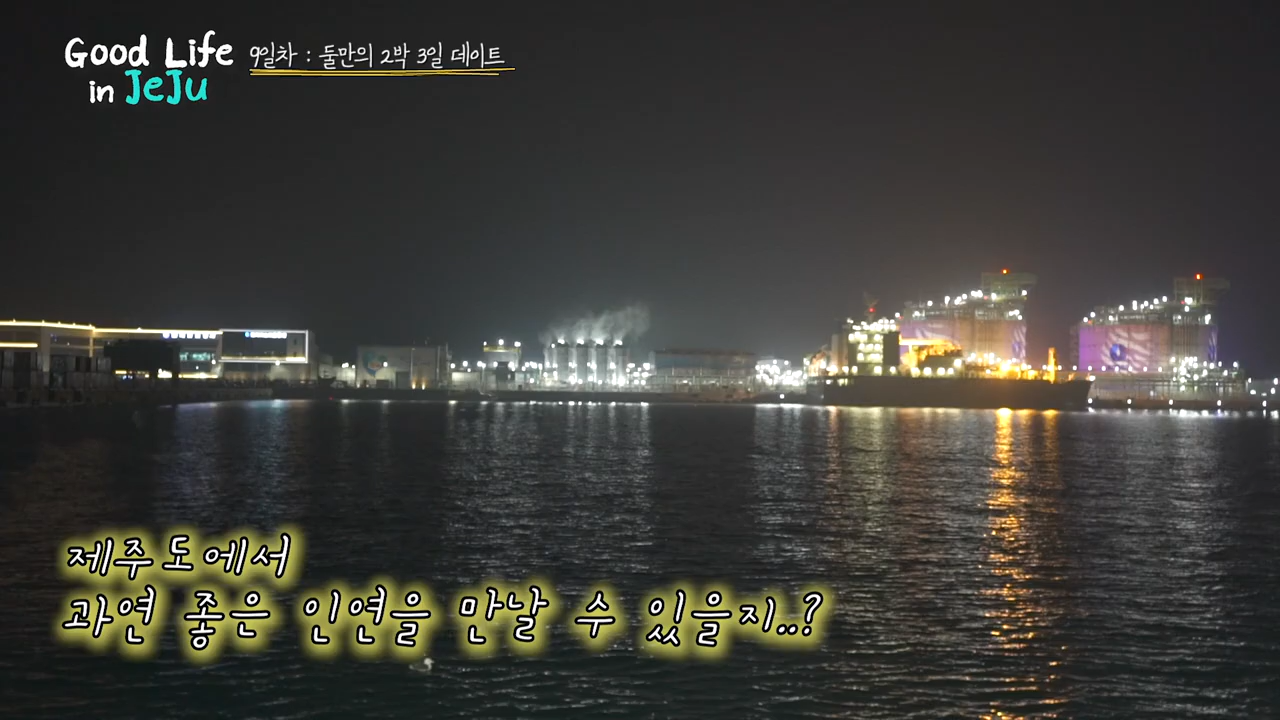 Good Life
in JeJu
9일차 : 둘만의 2박 3일 데이트
제주도에서
과연 좋은 인연을 만날 수 있을지..?